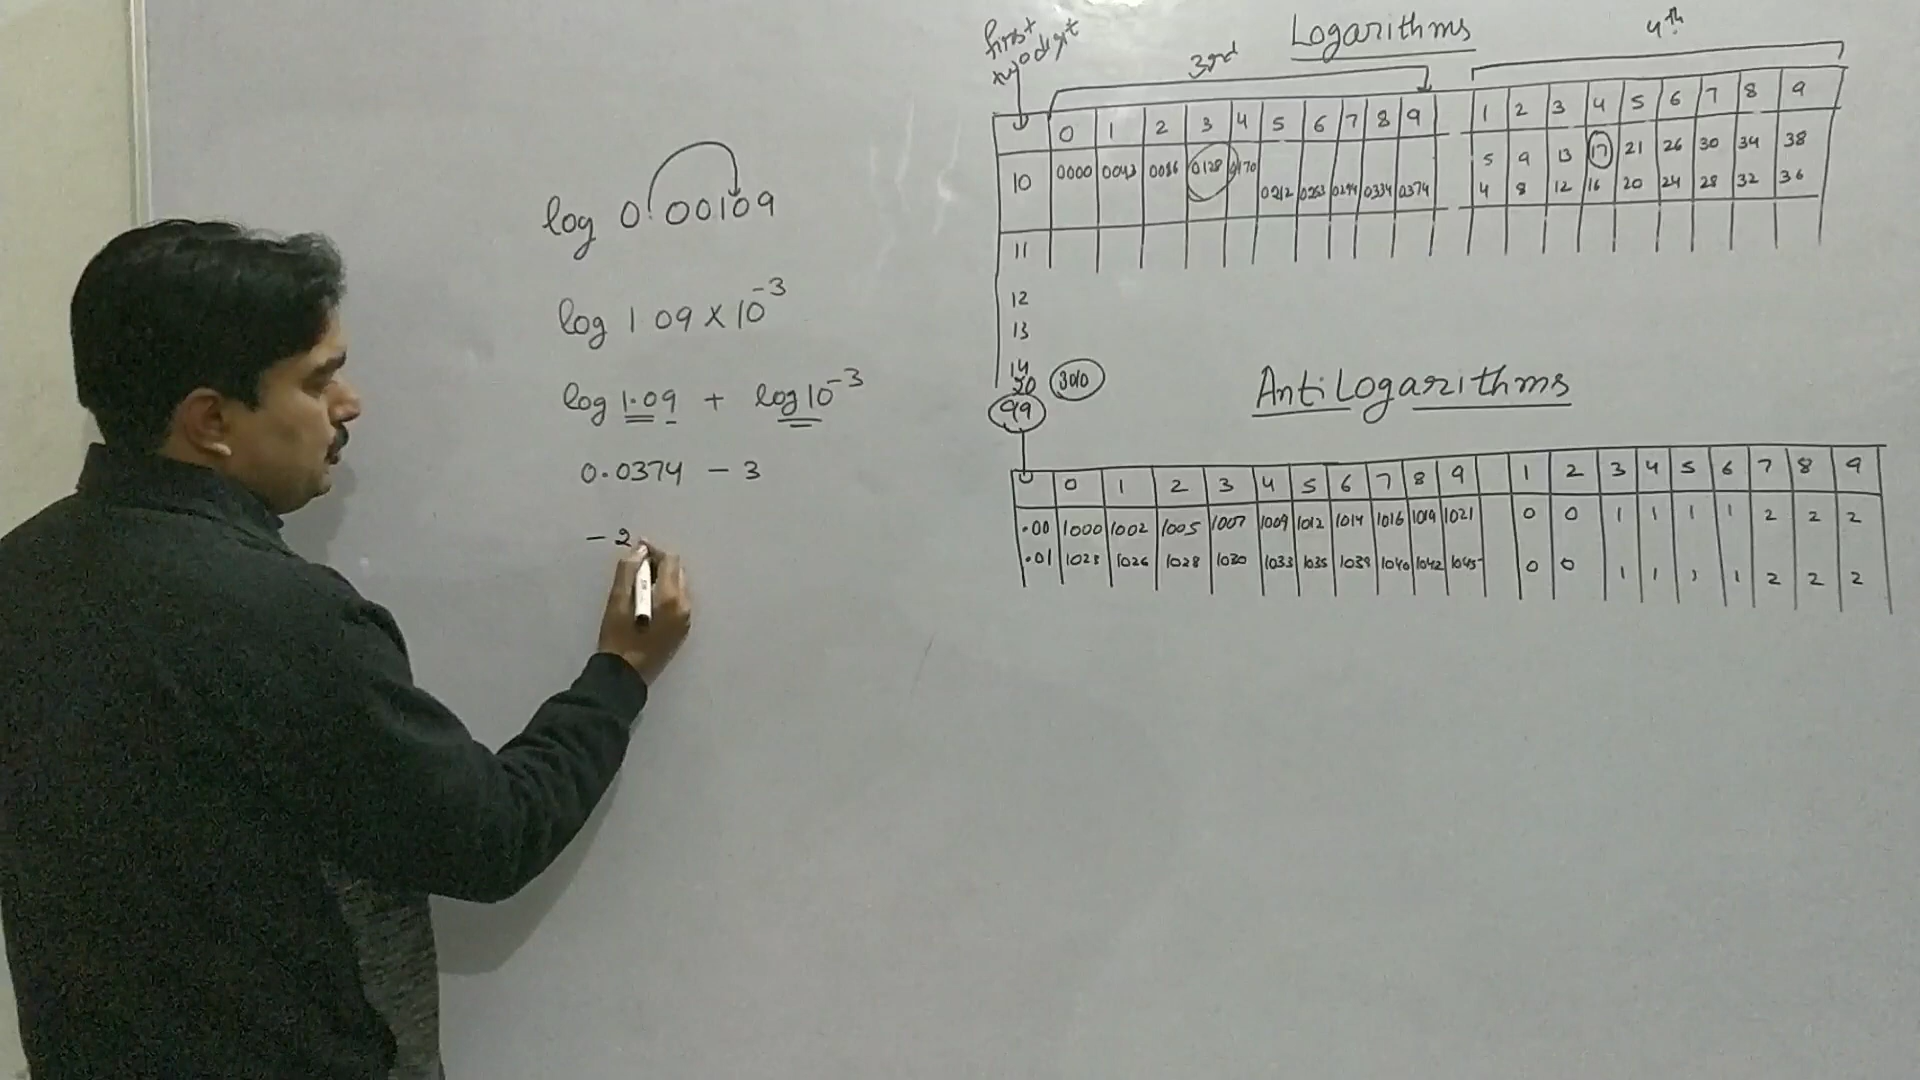 log 0.00109
log 1 09 × 10⁻³
log 1.09 + log 10⁻³
0.0374 − 3
− 2
Logarithms
first
two digit
3rd
4th
0 1 2 3 4 5 6 7 8 9 1 2 3 4 5 6 7 8 9
10 0000 0043 0086 0128 0170 5 9 13 17 21 26 30 34 38
0212 0253 0294 0334 0374 4 8 12 16 20 24 28 32 36
11
12
13
14
20 3010
99
AntiLogarithms
0 1 2 3 4 5 6 7 8 9 1 2 3 4 5 6 7 8 9
.00 1000 1002 1005 1007 1009 1012 1014 1016 1019 1021 0 0 1 1 1 1 2 2 2
.01 1023 1026 1028 1030 1033 1035 1038 1040 1042 1045 0 0 1 1 1 1 2 2 2